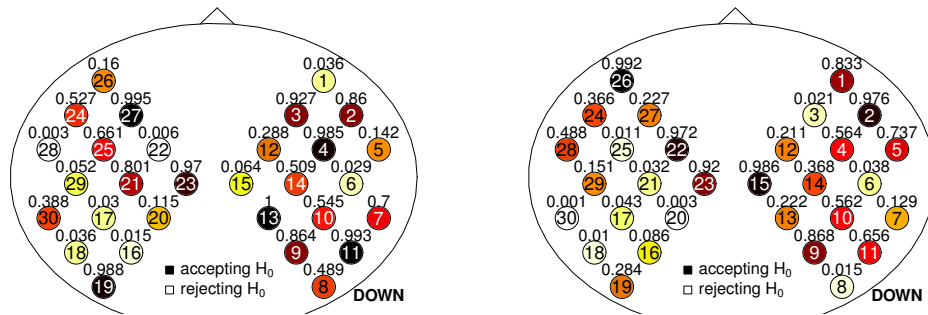 0.16 0.036
26 1
0.527 0.995 0.927 0.86
24 27 3 2
0.003 0.661 0.006 0.288 0.985 0.142
28 25 22 12 4 5
0.052 0.801 0.97 0.064 0.509 0.029
29 21 23 15 14 6
0.388 0.03 0.115 1 0.545 0.7
30 17 20 13 10 7
0.036 0.015 0.864 0.993
18 16 9 11
0.988 0.489
19 8
accepting H₀
rejecting H₀
DOWN
0.992 0.833
26 1
0.366 0.227 0.021 0.976
24 27 3 2
0.488 0.011 0.972 0.211 0.564 0.737
28 25 22 12 4 5
0.151 0.032 0.92 0.986 0.368 0.038
29 21 23 15 14 6
0.001 0.043 0.003 0.222 0.562 0.129
30 17 20 13 10 7
0.01 0.086 0.868 0.656
18 16 9 11
0.284 0.015
19 8
accepting H₀
rejecting H₀
DOWN